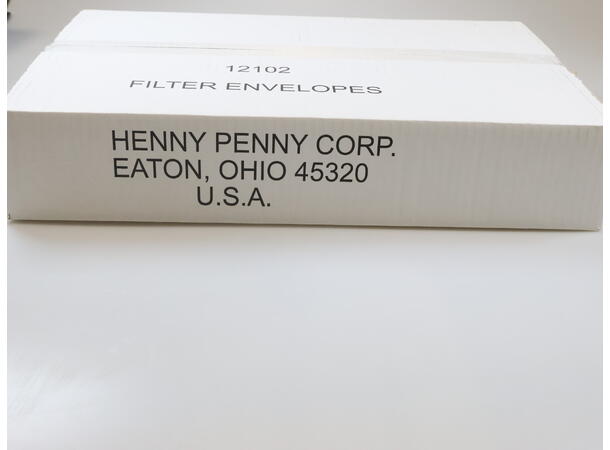 12102
FILTER ENVELOPES
HENNY PENNY CORP.
EATON, OHIO 45320
U.S.A.